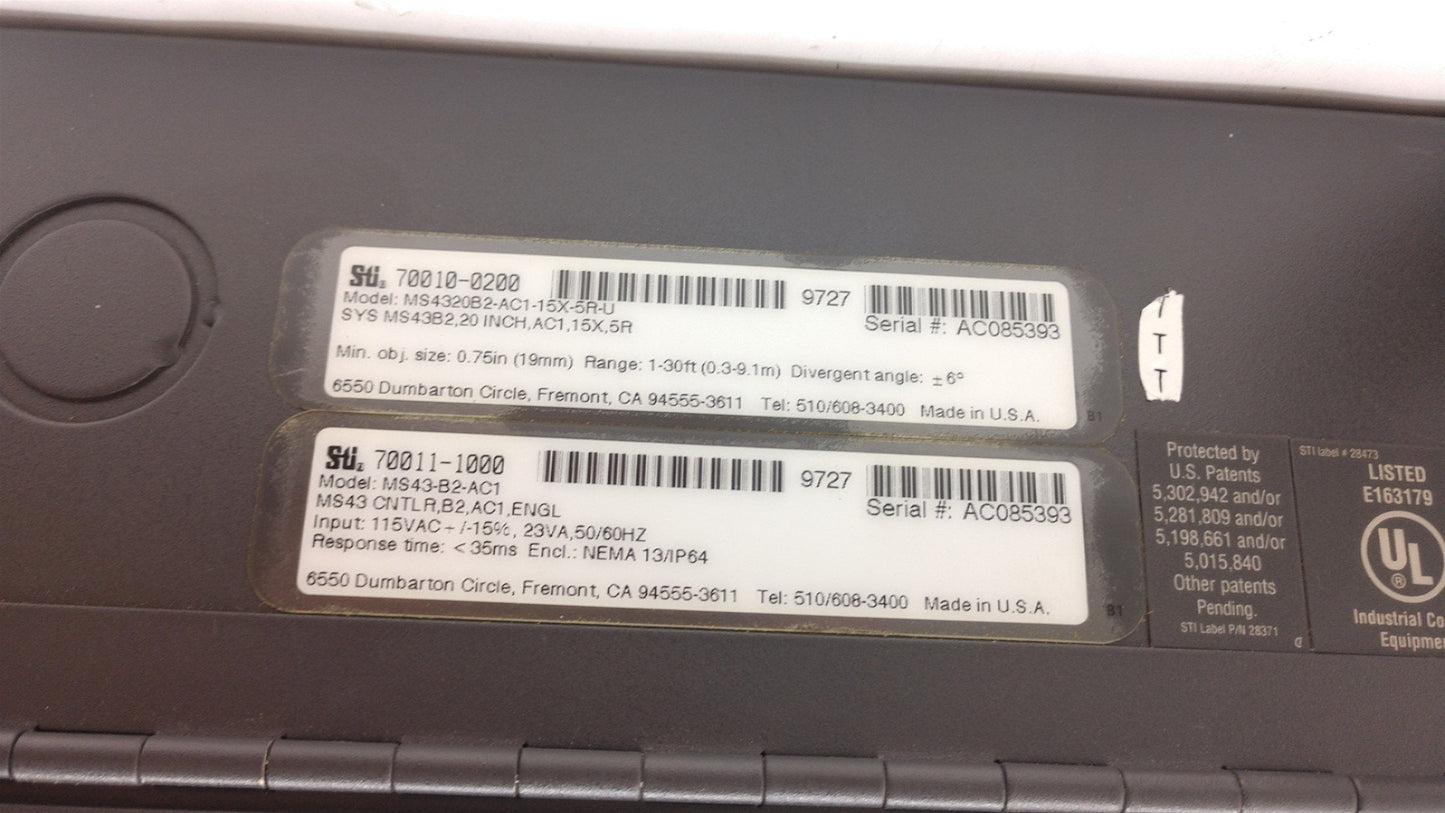 Sti 70010-0200 9727
Model: MS4320B2-AC1-15X-5R-U Serial #: AC085393
SYS MS43B2,20 INCH,AC1,15X,5R
Min. obj. size: 0.75in (19mm) Range: 1-30ft (0.3-9.1m) Divergent angle: ±6°
6550 Dumbarton Circle, Fremont, CA 94555-3611 Tel: 510/608-3400 Made in U.S.A.
B1
T
T
T
Sti 70011-1000 9727
Model: MS43-B2-AC1 Serial #: AC085393
MS43 CNTLR,B2,AC1,ENGL
Input: 115VAC+/-15%, 23VA,50/60HZ
Response time: <35ms Encl.: NEMA 13/IP64
6550 Dumbarton Circle, Fremont, CA 94555-3611 Tel: 510/608-3400 Made in U.S.A.
B1
Protected by
U.S. Patents
5,302,942 and/or
5,281,809 and/or
5,198,661 and/or
5,015,840
Other patents
Pending.
STI Label P/N 28371
STI label # 28473
LISTED
E163179
UL
®
Industrial Co
Equipme